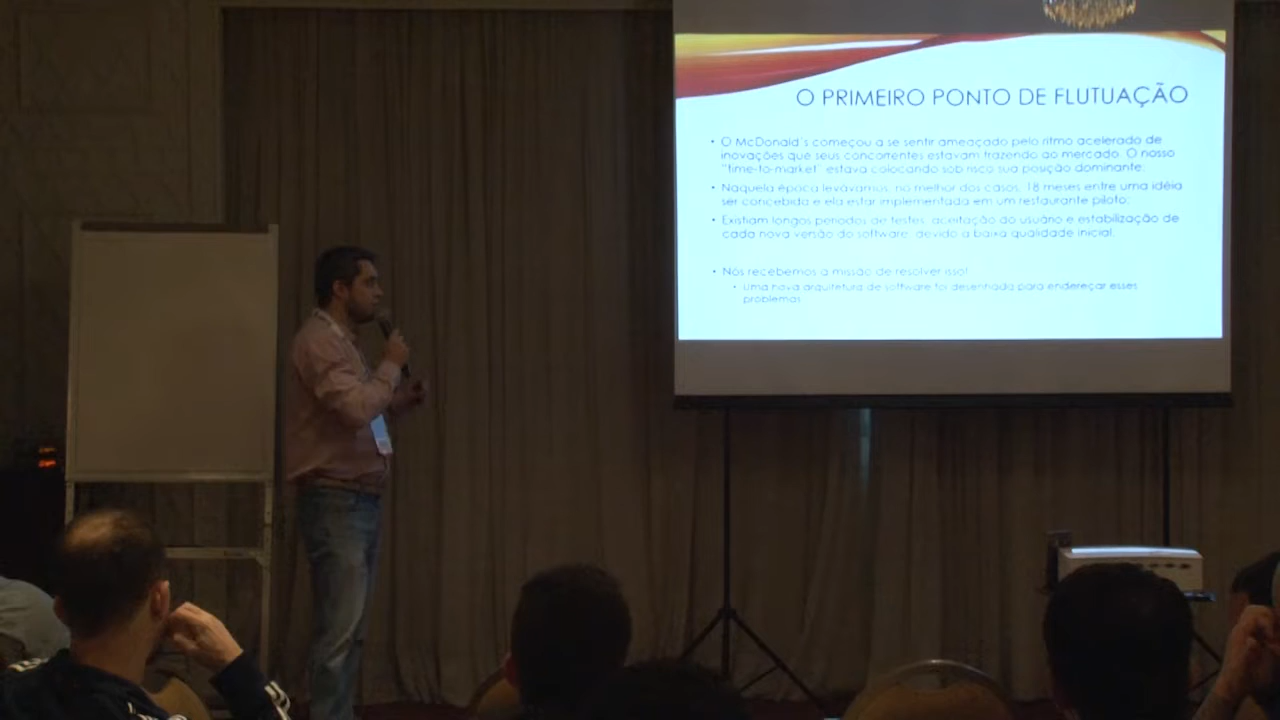 O PRIMEIRO PONTO DE FLUTUAÇÃO
• O McDonald's começou a se sentir ameaçado pelo ritmo acelerado de
inovações que seus concorrentes estavam trazendo ao mercado. O nosso
"time-to-market" estava colocando sob risco sua posição dominante.
• Naquela época levávamos, no melhor dos casos, 18 meses entre uma idéia
ser concebida e ela estar implementada em um restaurante piloto;
• Existiam longos períodos de testes, aceitação do usuário e estabilização de
cada nova versão do software, devido a baixa qualidade inicial.
• Nós recebemos a missão de resolver isso!
• Uma nova arquitetura de software foi desenhada para endereçar esses
problemas